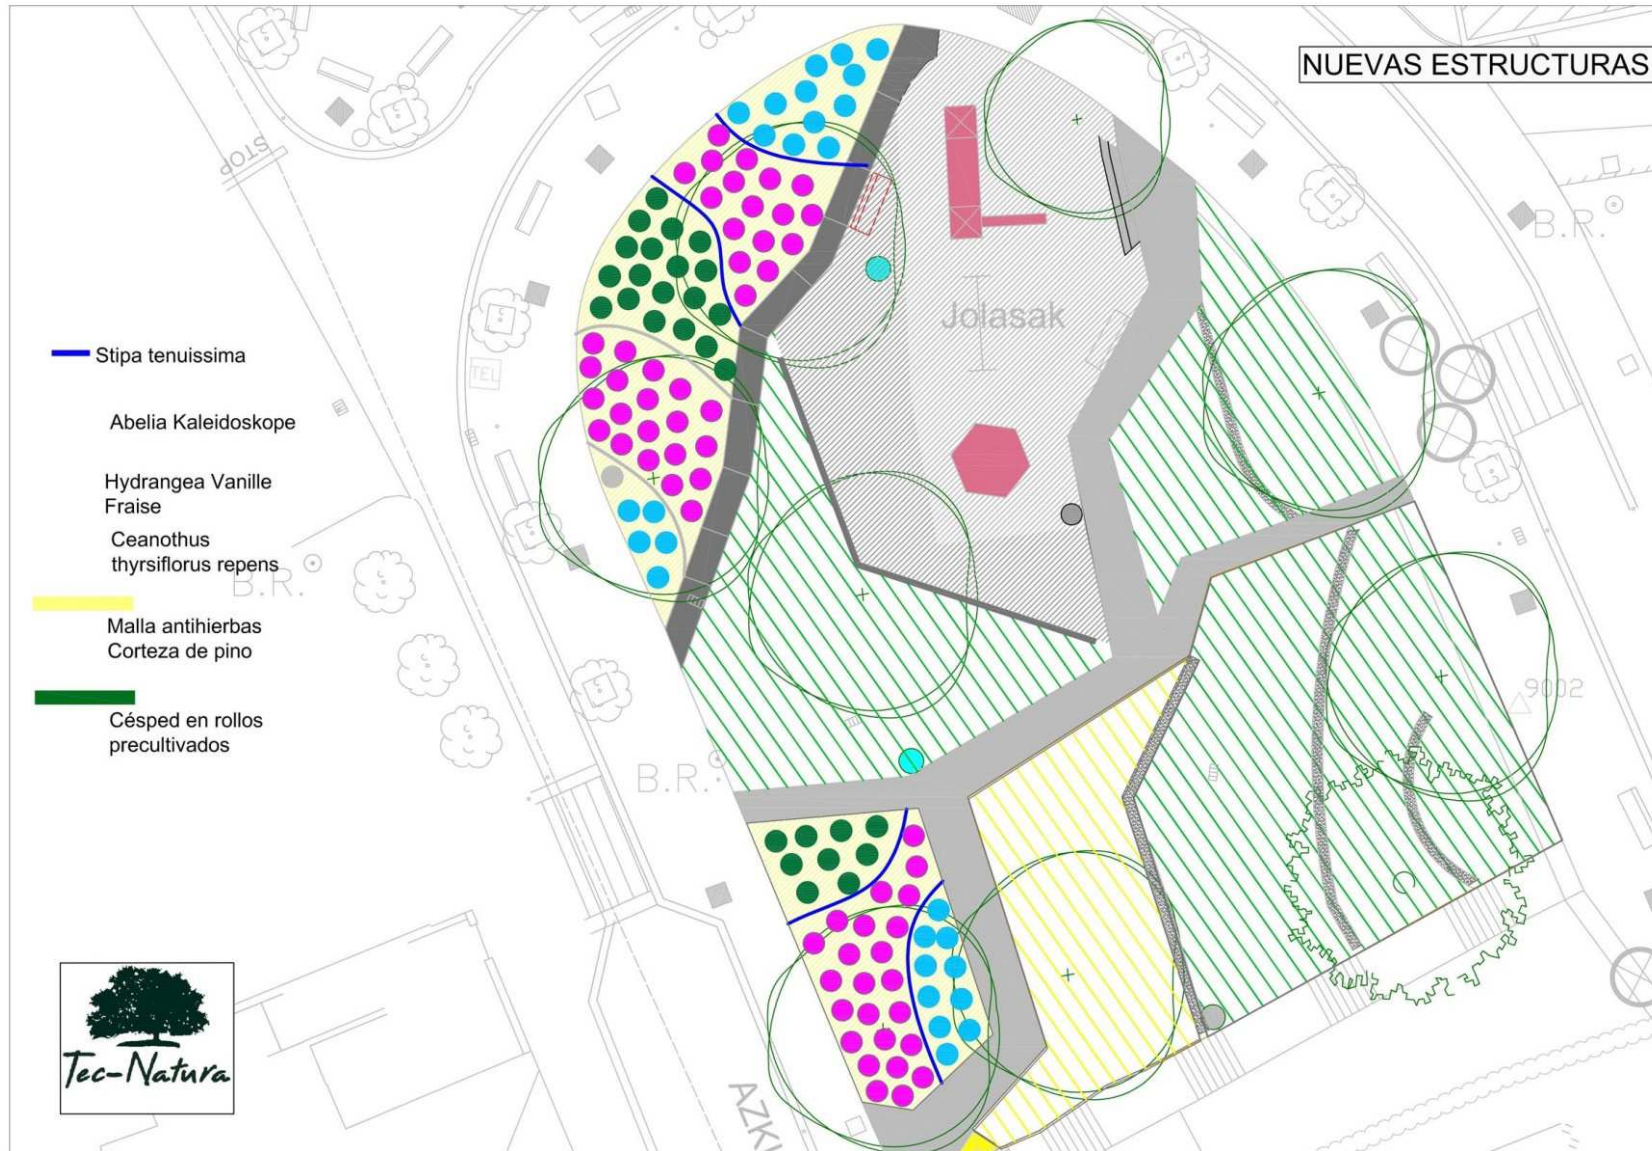 NUEVAS ESTRUCTURAS
STOP
B.R.
Jolasak
Stipa tenuissima
TEL
Abelia Kaleidoskope
Hydrangea Vanille
Fraise
Ceanothus
thyrsiflorus repens
B.R.
Malla antihierbas
Corteza de pino
9002
Césped en rollos
precultivados
B.R.
Tec-Natura
AZKI